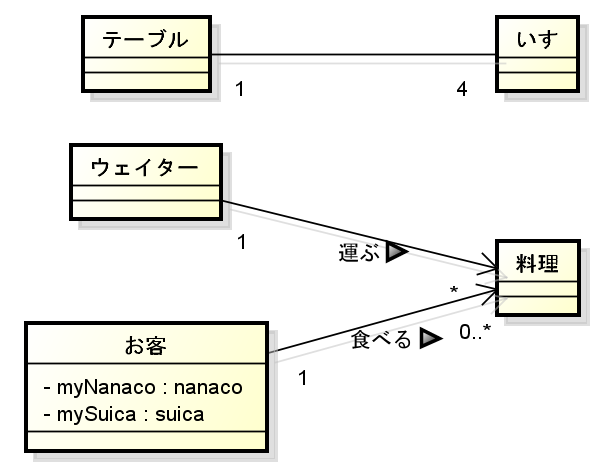 テーブル
いす
1
4
ウェイター
1
運ぶ
料理
*
お客
食べる
0..*
1
- myNanaco : nanaco
- mySuica : suica